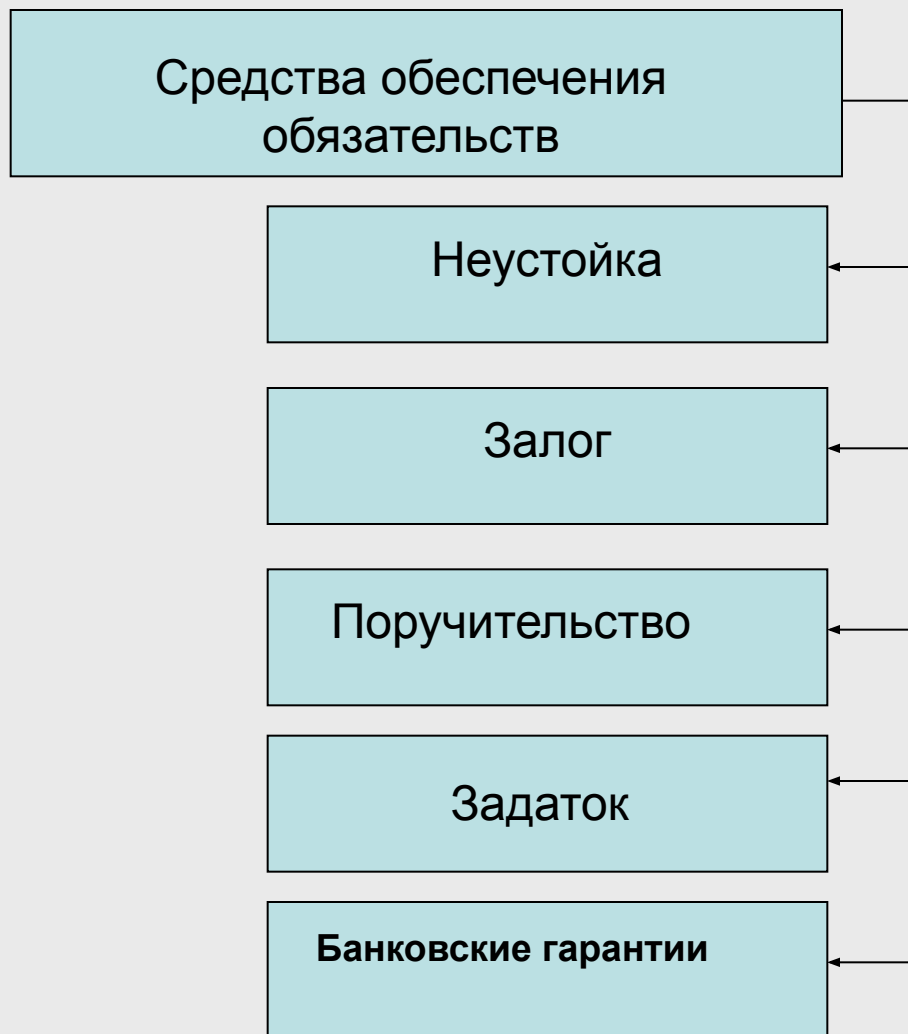 Средства обеспечения
обязательств
Неустойка
Залог
Поручительство
Задаток
Банковские гарантии